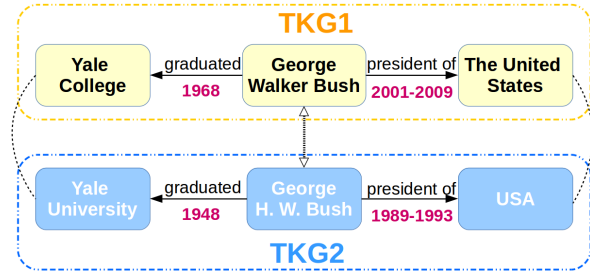 TKG1
Yale
College
graduated
1968
George
Walker Bush
president of
2001-2009
The United
States
Yale
University
graduated
1948
George
H. W. Bush
president of
1989-1993
USA
TKG2